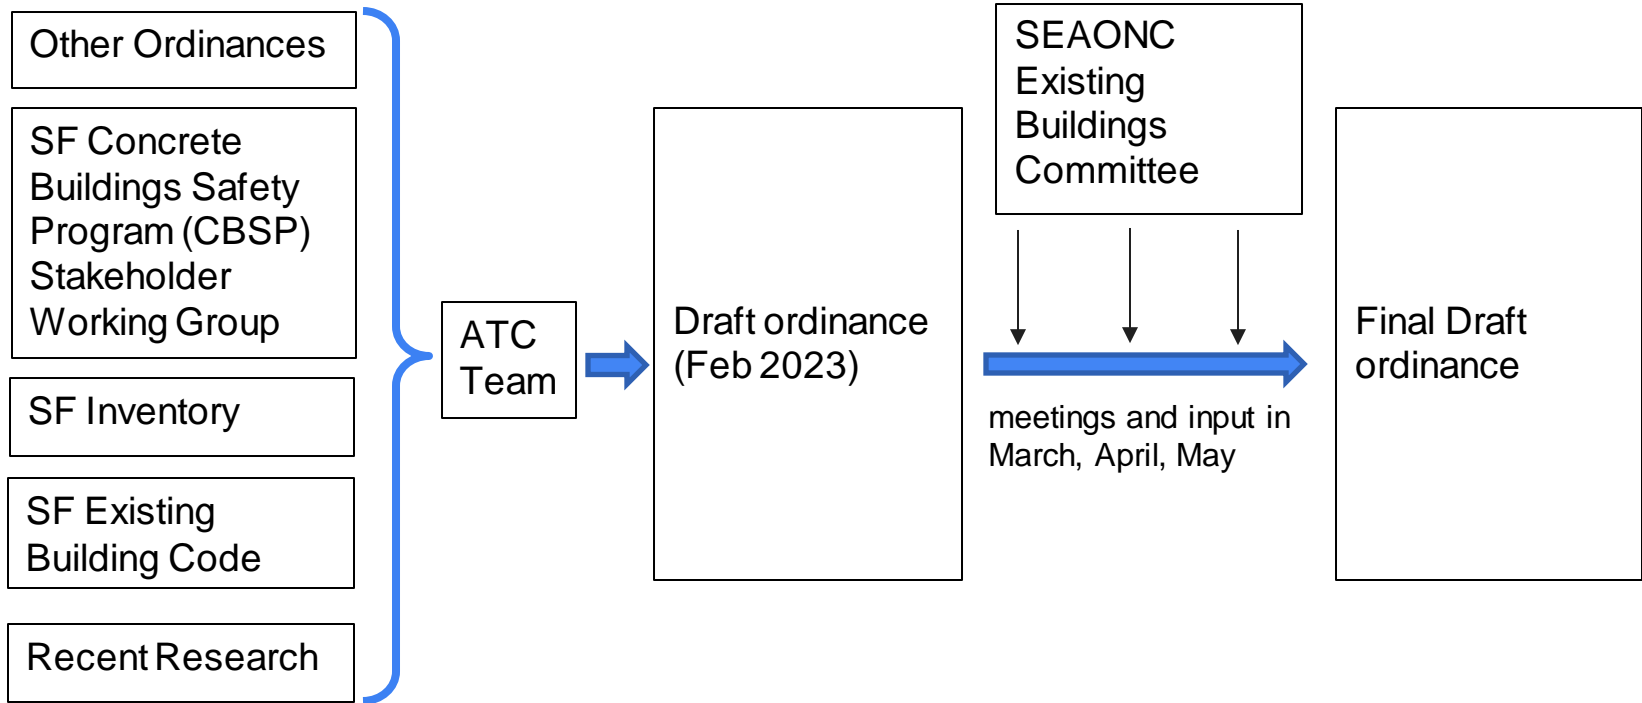 Other Ordinances
SF Concrete
Buildings Safety
Program (CBSP)
Stakeholder
Working Group
SF Inventory
SF Existing
Building Code
Recent Research
ATC
Team
Draft ordinance
(Feb 2023)
SEAONC
Existing
Buildings
Committee
meetings and input in
March, April, May
Final Draft
ordinance